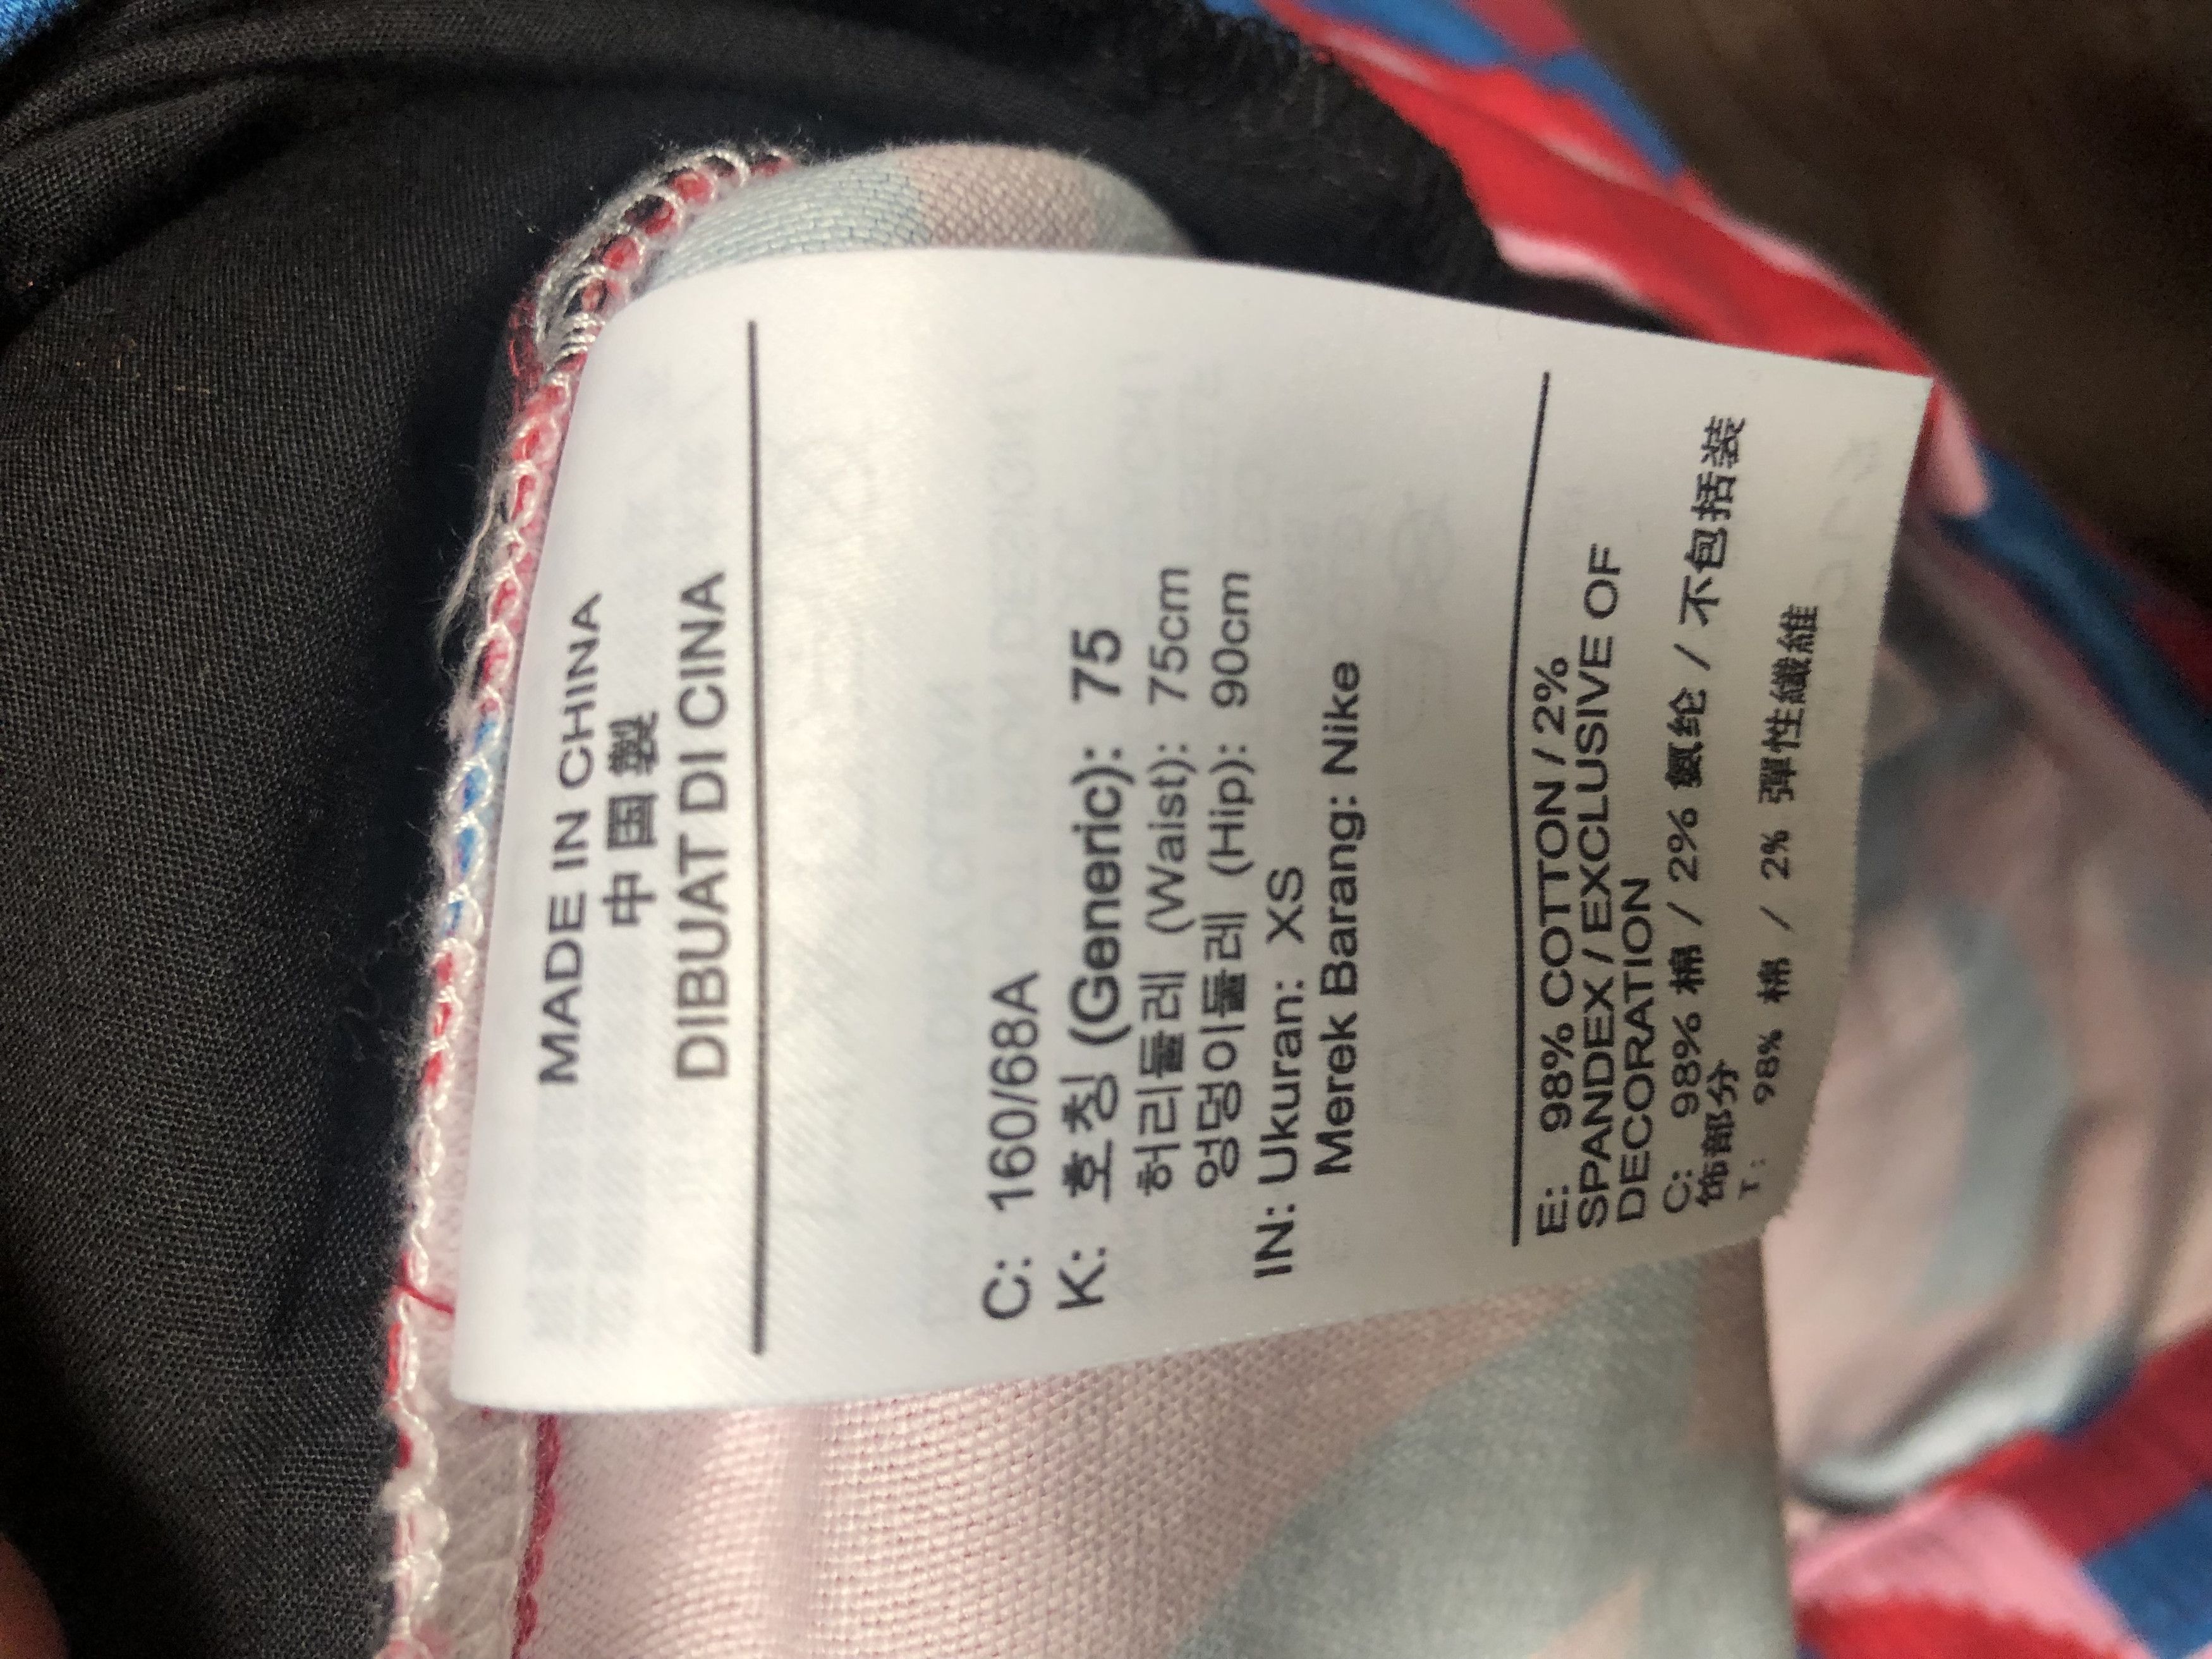 MADE IN CHINA
中国製
DIBUAT DI CINA
C: 160/68A
K: 호칭 (Generic): 75
허리둘레 (Waist): 75cm
엉덩이둘레 (Hip): 90cm
IN: Ukuran: XS
Merek Barang: Nike
E: 98% COTTON / 2%
SPANDEX / EXCLUSIVE OF
DECORATION
C: 98% 棉 / 2% 氨纶 / 不包括装
饰部分
T: 98% 棉 / 2% 彈性纖維